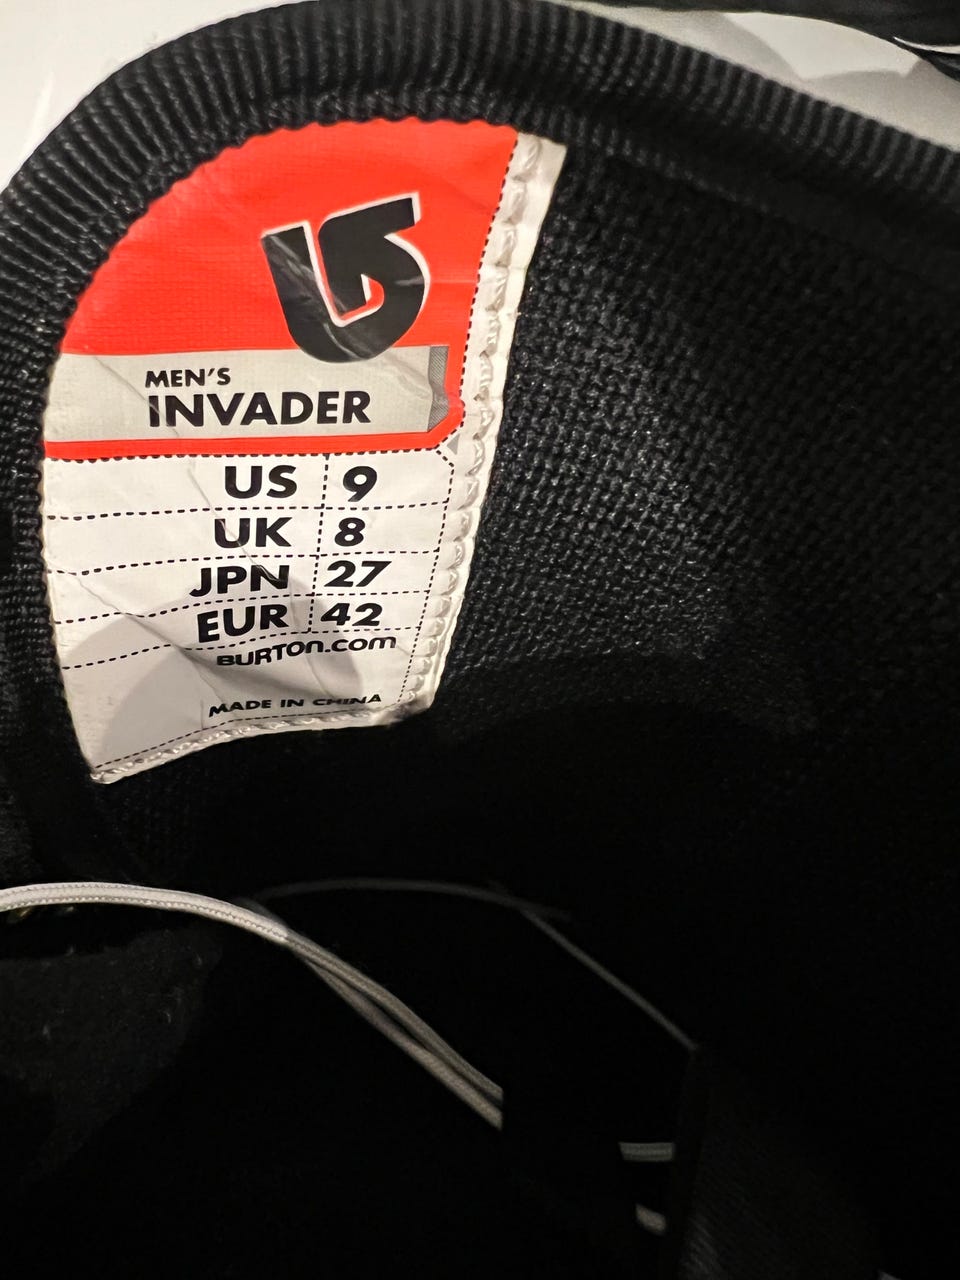 MEN'S
INVADER
US 9
UK 8
JPN 27
EUR 42
BURTON.COM
MADE IN CHINA